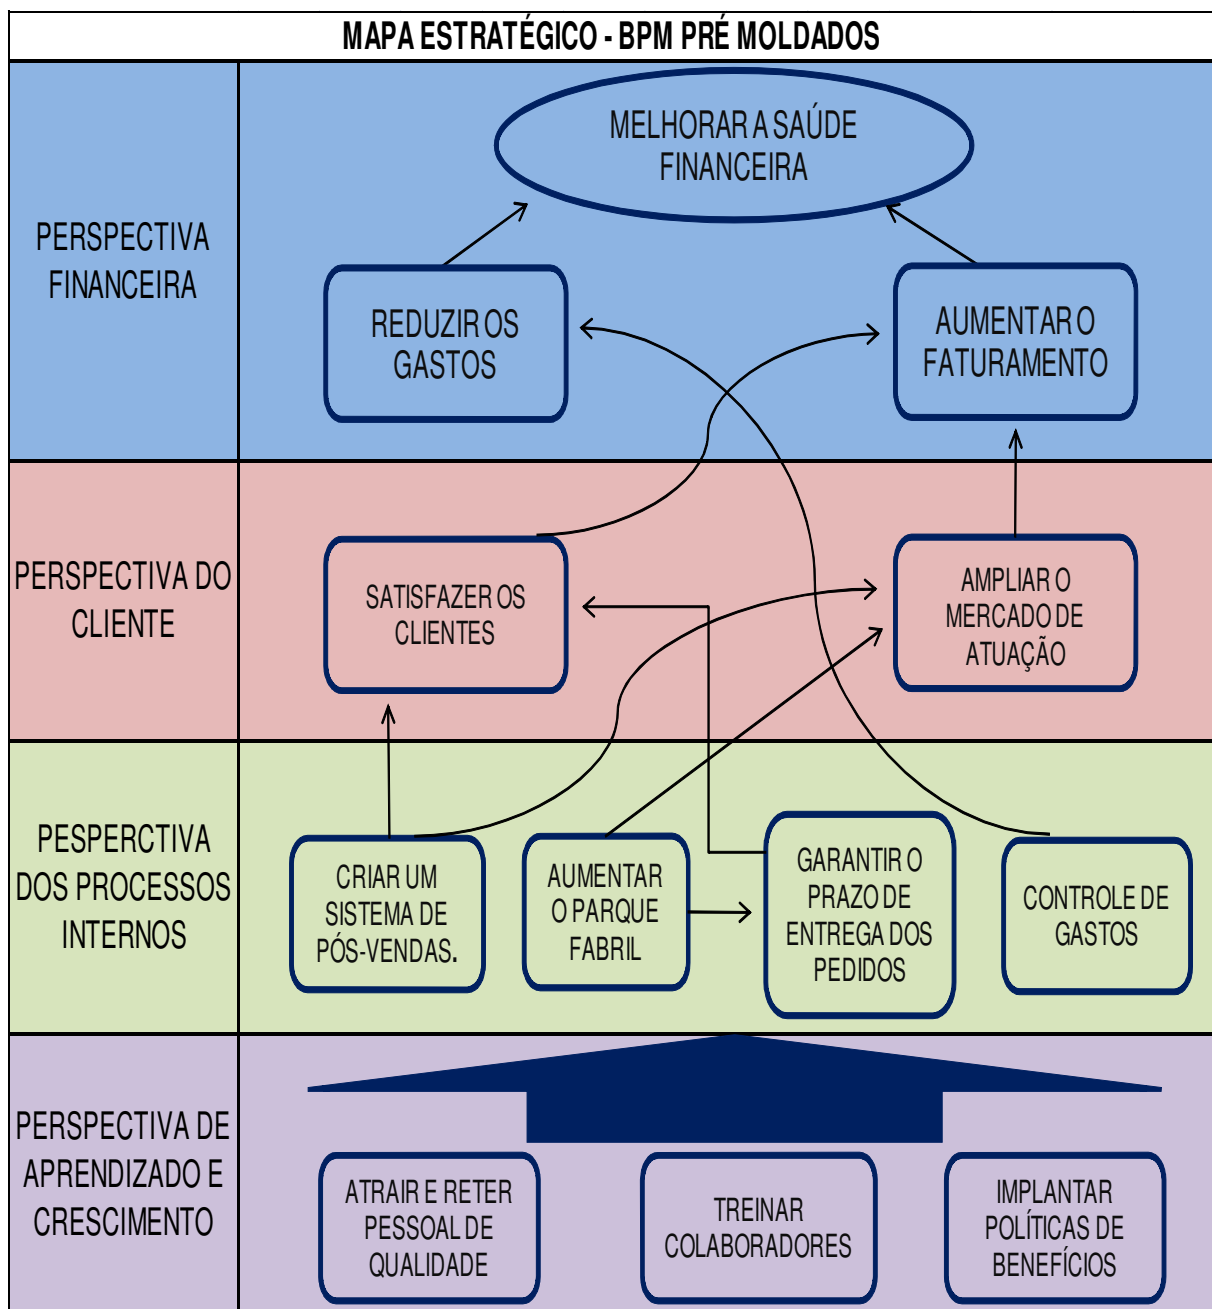 MAPA ESTRATÉGICO - BPM PRÉ MOLDADOS
PERSPECTIVA
FINANCEIRA
MELHORAR A SAÚDE
FINANCEIRA
REDUZIR OS
GASTOS
AUMENTAR O
FATURAMENTO
PERSPECTIVA DO
CLIENTE
SATISFAZER OS
CLIENTES
AMPLIAR O
MERCADO DE
ATUAÇÃO
PESPERCTIVA
DOS PROCESSOS
INTERNOS
CRIAR UM
SISTEMA DE
PÓS-VENDAS.
AUMENTAR
O PARQUE
FABRIL
GARANTIR O
PRAZO DE
ENTREGA DOS
PEDIDOS
CONTROLE DE
GASTOS
PERSPECTIVA DE
APRENDIZADO E
CRESCIMENTO
ATRAIR E RETER
PESSOAL DE
QUALIDADE
TREINAR
COLABORADORES
IMPLANTAR
POLÍTICAS DE
BENEFÍCIOS